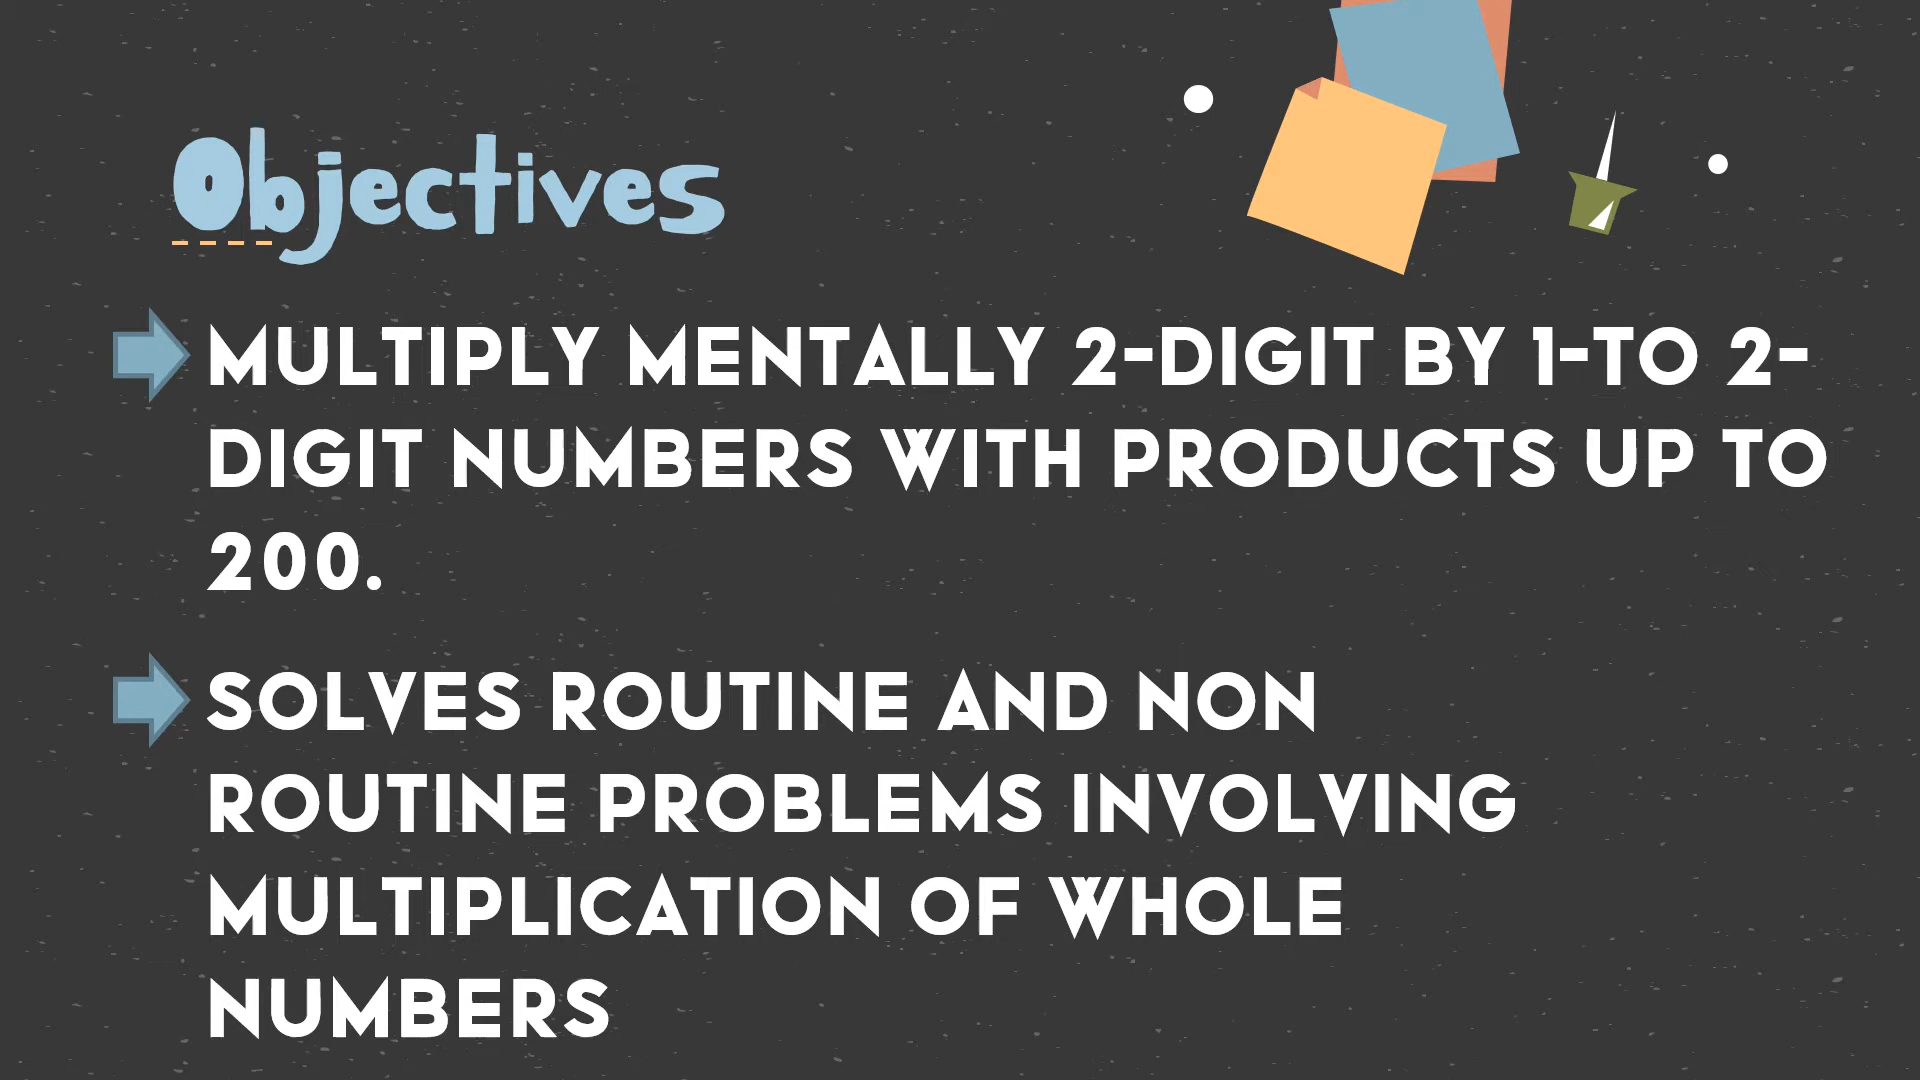 Objectives
MULTIPLY MENTALLY 2-DIGIT BY 1-TO 2-
DIGIT NUMBERS WITH PRODUCTS UP TO
200.
SOLVES ROUTINE AND NON
ROUTINE PROBLEMS INVOLVING
MULTIPLICATION OF WHOLE
NUMBERS